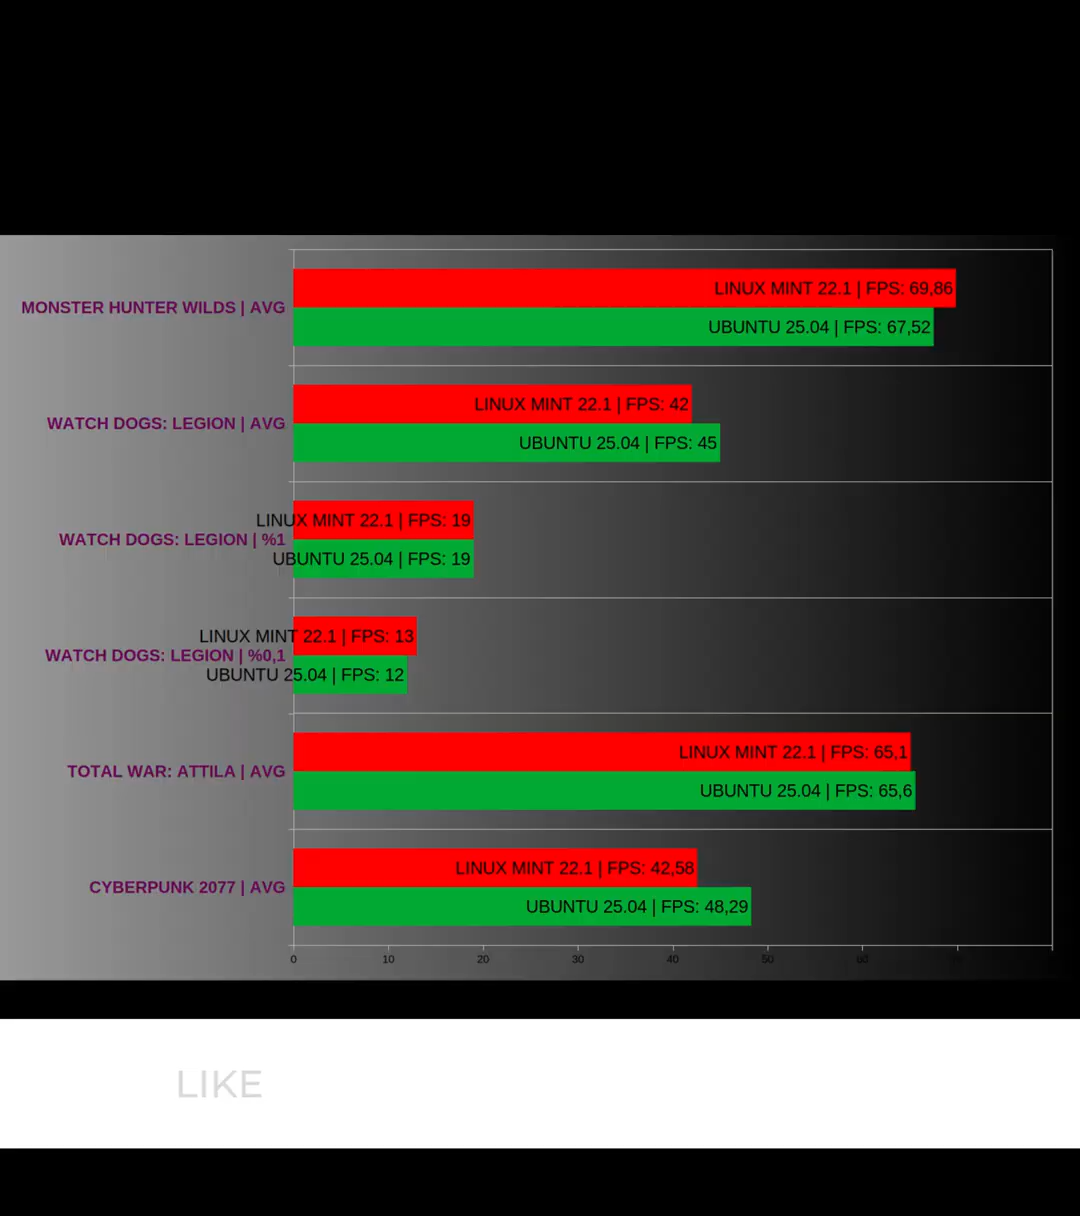 LINUX MINT 22.1 | FPS: 69,86
MONSTER HUNTER WILDS | AVG
UBUNTU 25.04 | FPS: 67,52
LINUX MINT 22.1 | FPS: 42
WATCH DOGS: LEGION | AVG
UBUNTU 25.04 | FPS: 45
LINUX MINT 22.1 | FPS: 19
WATCH DOGS: LEGION | %1
UBUNTU 25.04 | FPS: 19
LINUX MINT 22.1 | FPS: 13
WATCH DOGS: LEGION | %0,1
UBUNTU 25.04 | FPS: 12
LINUX MINT 22.1 | FPS: 65,1
TOTAL WAR: ATTILA | AVG
UBUNTU 25.04 | FPS: 65,6
LINUX MINT 22.1 | FPS: 42,58
CYBERPUNK 2077 | AVG
UBUNTU 25.04 | FPS: 48,29
0 10 20 30 40 50 60
LIKE